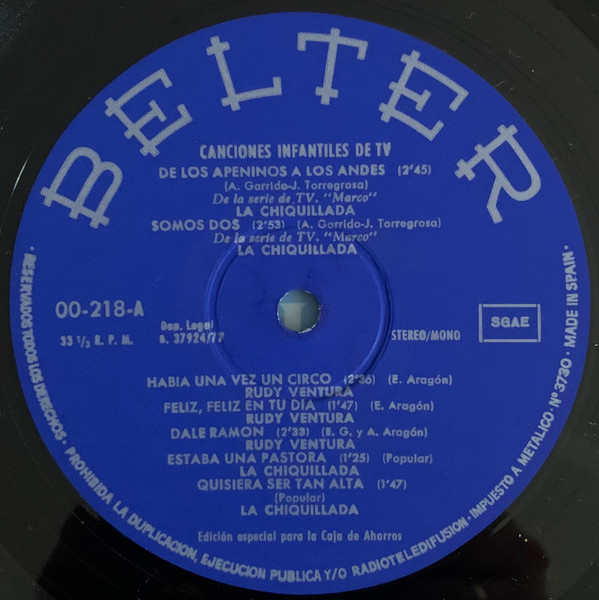 BELTER
CANCIONES INFANTILES DE TV
DE LOS APENINOS A LOS ANDES (2'45)
(A. Garrido-J. Torregrosa)
De la serie de TV. "Marco"
LA CHIQUILLADA
SOMOS DOS (2'53) (A. Garrido-J. Torregrosa)
De la serie de TV. "Marco"
LA CHIQUILLADA
00-218-A
33 1/3 R. P. M.
Dep. Legal
B. 37924/77
STEREO/MONO
SGAE
HABIA UNA VEZ UN CIRCO (2'36) (E. Aragón)
RUDY VENTURA
FELIZ, FELIZ EN TU DÍA (1'47) (E. Aragón)
RUDY VENTURA
DALE RAMON (2'33) (R. G. y A. Aragón)
RUDY VENTURA
ESTABA UNA PASTORA (1'25) (Popular)
LA CHIQUILLADA
QUISIERA SER TAN ALTA (1'47)
(Popular)
LA CHIQUILLADA
Edición especial para la Caja de Ahorros
· RESERVADOS TODOS LOS DERECHOS · PROHIBIDA LA DUPLICACION, EJECUCION PUBLICA Y/O RADIOTELEDIFUSION · IMPUESTO A METALICO · Nº 3730 · MADE IN SPAIN ·